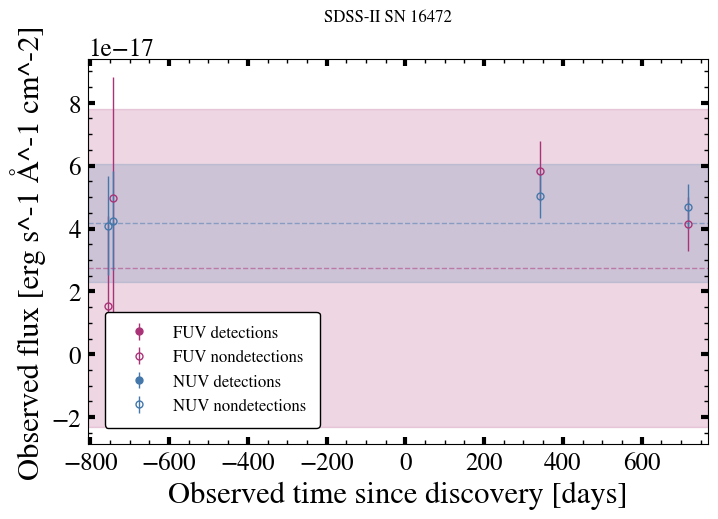 SDSS-II SN 16472
1e−17
Observed flux [erg s^-1 Å^-1 cm^-2]
8
6
4
2
0
−2
FUV detections
FUV nondetections
NUV detections
NUV nondetections
−800 −600 −400 −200 0 200 400 600
Observed time since discovery [days]